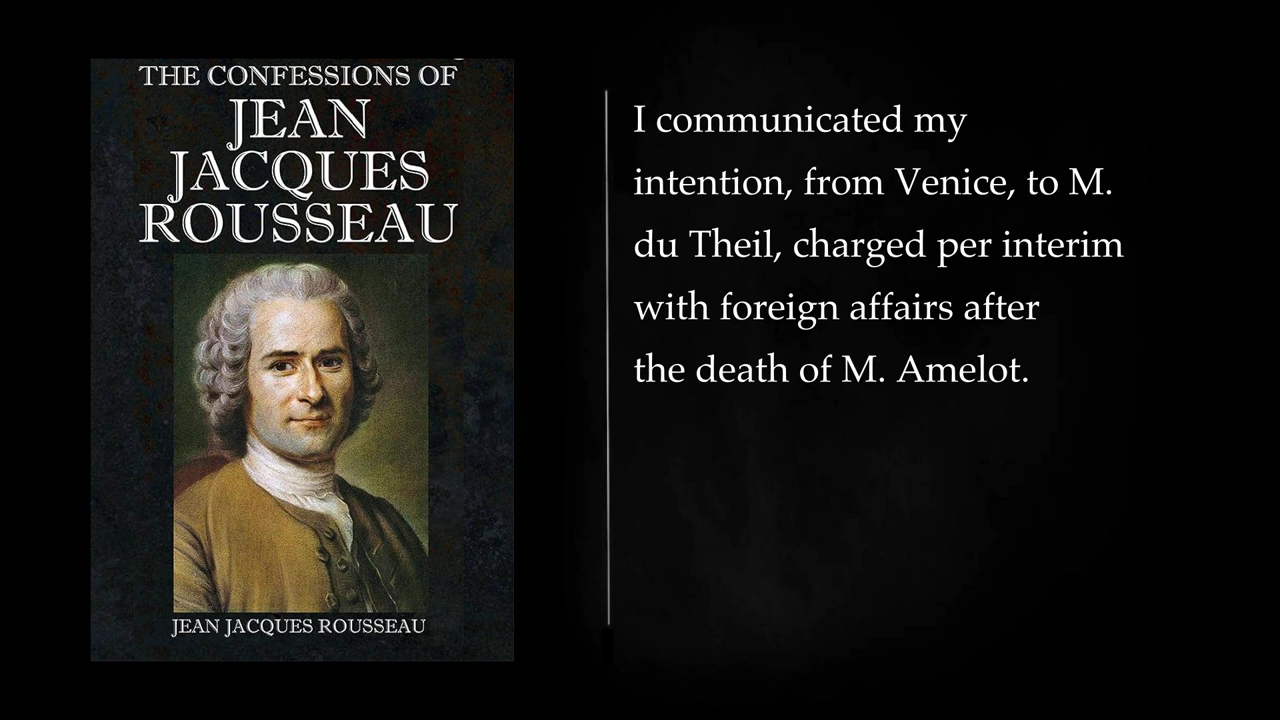 THE CONFESSIONS OF
JEAN
JACQUES
ROUSSEAU
JEAN JACQUES ROUSSEAU
I communicated my
intention, from Venice, to M.
du Theil, charged per interim
with foreign affairs after
the death of M. Amelot.